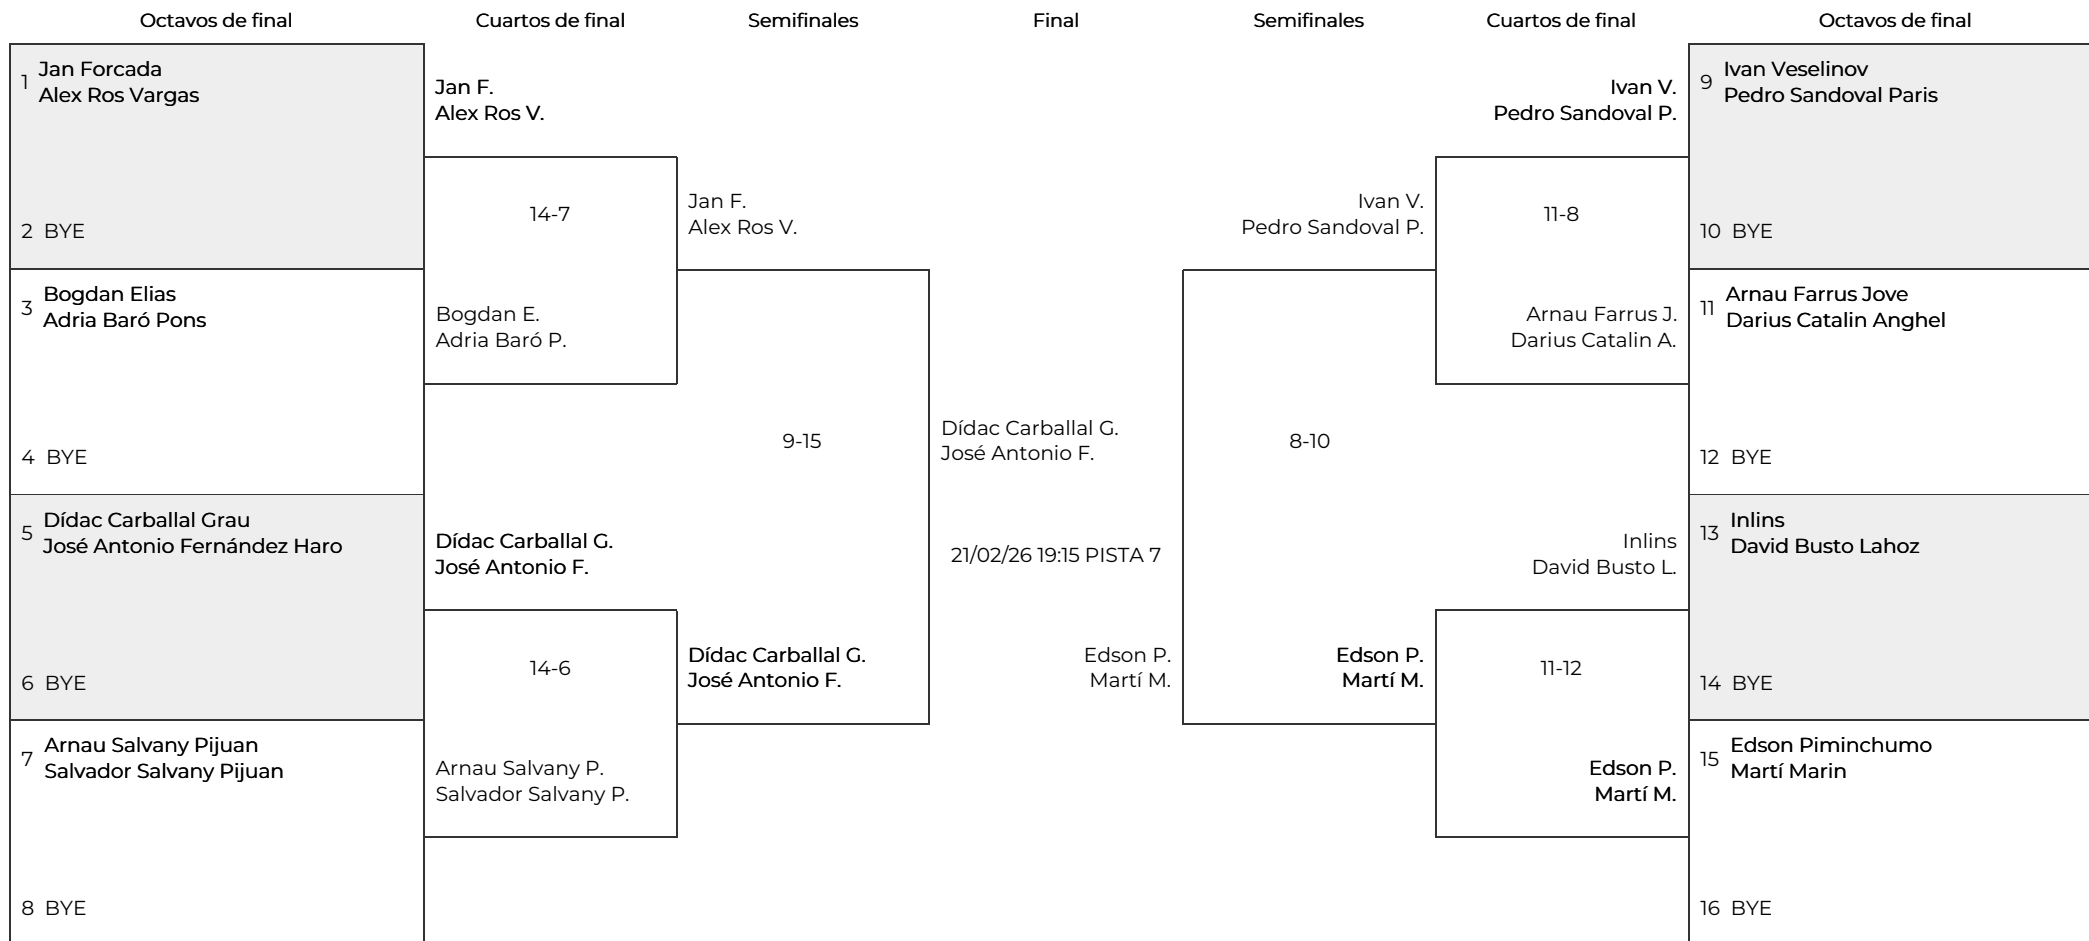 Octavos de final
Cuartos de final
Semifinales
Final
Semifinales
Cuartos de final
Octavos de final
1 Jan Forcada
Alex Ros Vargas
2 BYE
3 Bogdan Elias
Adria Baró Pons
4 BYE
5 Dídac Carballal Grau
José Antonio Fernández Haro
6 BYE
7 Arnau Salvany Pijuan
Salvador Salvany Pijuan
8 BYE
Jan F.
Alex Ros V.
14-7
Bogdan E.
Adria Baró P.
Dídac Carballal G.
José Antonio F.
14-6
Arnau Salvany P.
Salvador Salvany P.
Jan F.
Alex Ros V.
9-15
Dídac Carballal G.
José Antonio F.
Dídac Carballal G.
José Antonio F.
21/02/26 19:15 PISTA 7
Edson P.
Martí M.
Ivan V.
Pedro Sandoval P.
8-10
Edson P.
Martí M.
Ivan V.
Pedro Sandoval P.
11-8
Arnau Farrus J.
Darius Catalin A.
Inlins
David Busto L.
11-12
Edson P.
Martí M.
9 Ivan Veselinov
Pedro Sandoval Paris
10 BYE
11 Arnau Farrus Jove
Darius Catalin Anghel
12 BYE
13 Inlins
David Busto Lahoz
14 BYE
15 Edson Piminchumo
Martí Marin
16 BYE